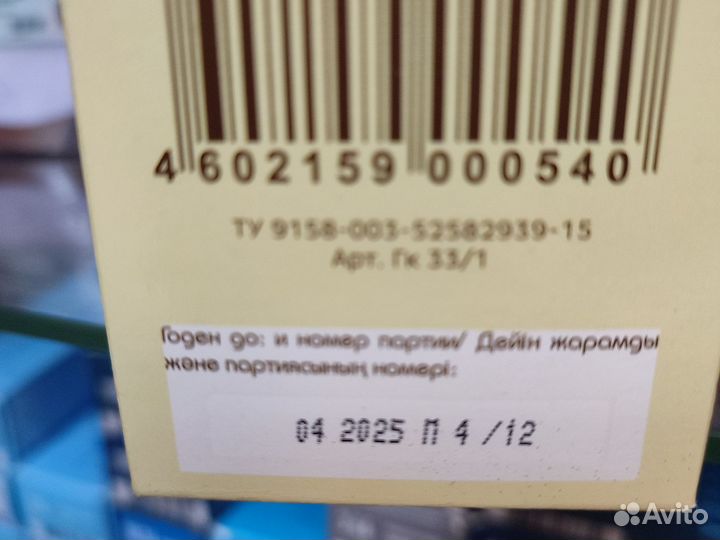 4 602159 000540
ТУ 9158-003-52582939-15
Арт. Гк 33/1
Годен до: и номер партии/ Дейін жарамды
және партиясының номері:
04 2025 П 4 /12
Avito